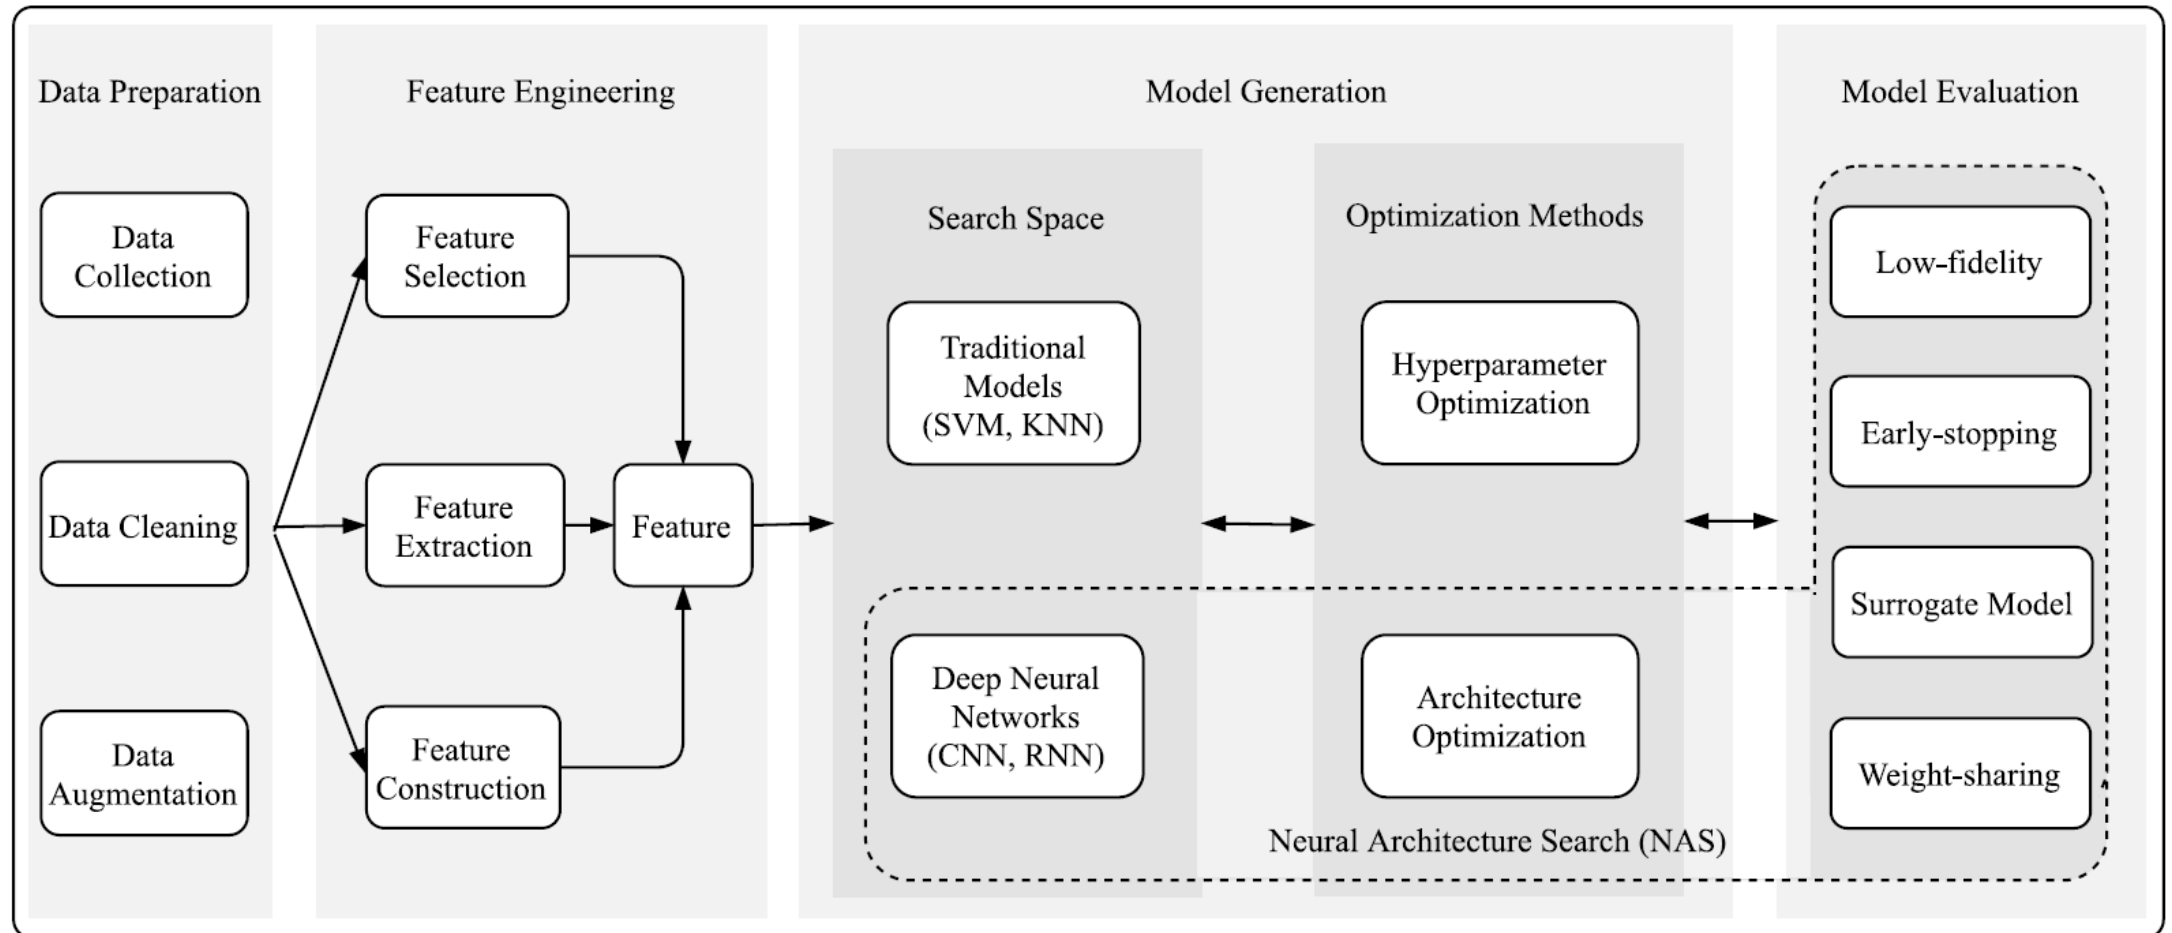 Data Preparation
Data
Collection
Data Cleaning
Data
Augmentation
Feature Engineering
Feature
Selection
Feature
Extraction
Feature
Construction
Feature
Model Generation
Search Space
Traditional
Models
(SVM, KNN)
Deep Neural
Networks
(CNN, RNN)
Optimization Methods
Hyperparameter
Optimization
Architecture
Optimization
Neural Architecture Search (NAS)
Model Evaluation
Low-fidelity
Early-stopping
Surrogate Model
Weight-sharing